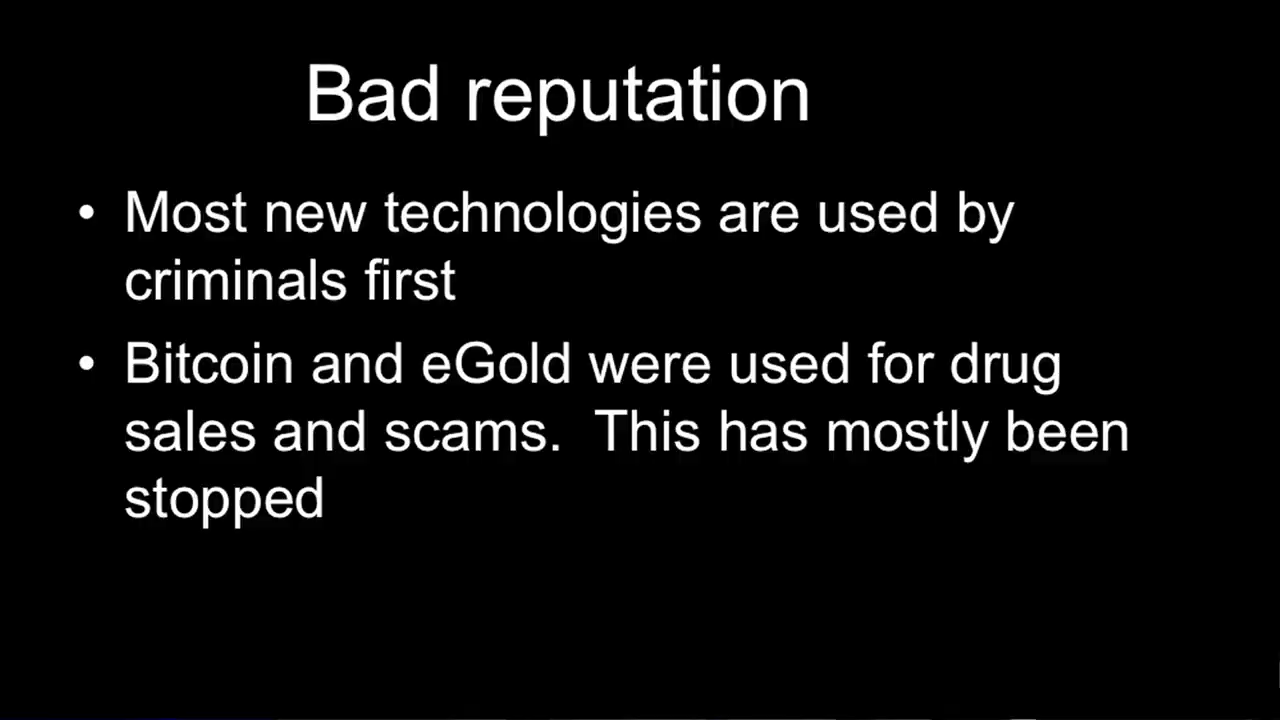 Bad reputation
• Most new technologies are used by
criminals first
• Bitcoin and eGold were used for drug
sales and scams.  This has mostly been
stopped